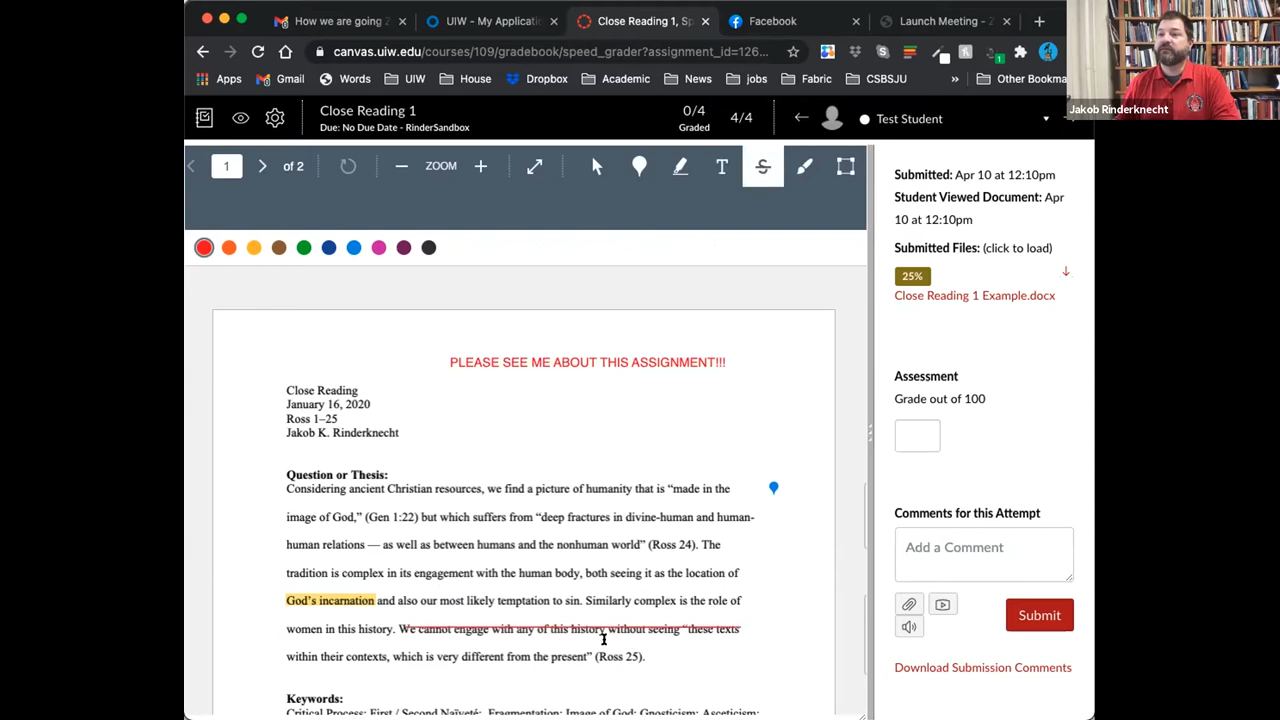 How we are going Z
UIW - My Applicati
Close Reading 1, Sp
Facebook
Launch Meeting - Z
canvas.uiw.edu/courses/109/gradebook/speed_grader?assignment_id=126...
Apps
Gmail
Words
UIW
House
Dropbox
Academic
News
jobs
Fabric
CSBSJU
»
Other Bookma
Jakob Rinderknecht
Close Reading 1
Due: No Due Date - RinderSandbox
0/4
Graded
4/4
Test Student
1
of 2
ZOOM
T
S
Submitted: Apr 10 at 12:10pm
Student Viewed Document: Apr
10 at 12:10pm
Submitted Files: (click to load)
25%
Close Reading 1 Example.docx
Assessment
Grade out of 100
Comments for this Attempt
Add a Comment
Submit
Download Submission Comments
PLEASE SEE ME ABOUT THIS ASSIGNMENT!!!
Close Reading
January 16, 2020
Ross 1–25
Jakob K. Rinderknecht
Question or Thesis:
Considering ancient Christian resources, we find a picture of humanity that is “made in the
image of God,” (Gen 1:22) but which suffers from “deep fractures in divine-human and human-
human relations — as well as between humans and the nonhuman world” (Ross 24). The
tradition is complex in its engagement with the human body, both seeing it as the location of
God’s incarnation and also our most likely temptation to sin. Similarly complex is the role of
women in this history. We cannot engage with any of this history without seeing “these texts
within their contexts, which is very different from the present” (Ross 25).
Keywords:
Critical Process; First / Second Naïveté; Fragmentation; Image of God; Gnosticism; Asceticism;